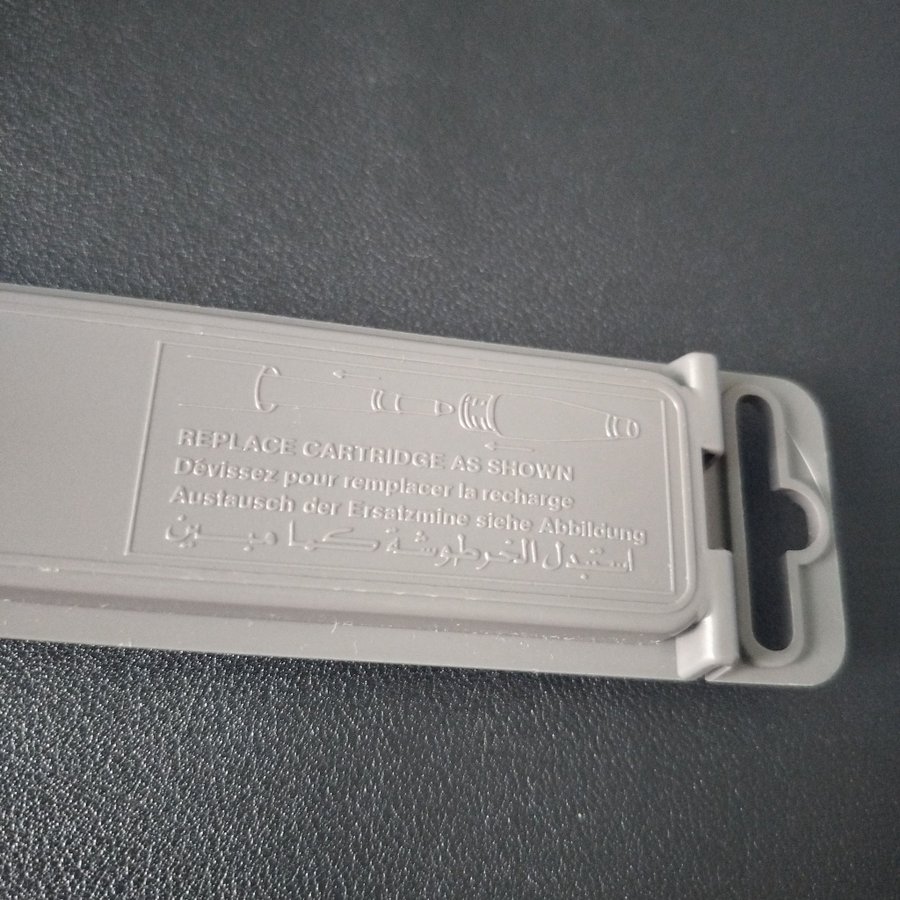 REPLACE CARTRIDGE AS SHOWN
Dévissez pour remplacer la recharge
Austausch der Ersatzmine siehe Abbildung
استبدل الخرطوشة كما مبين